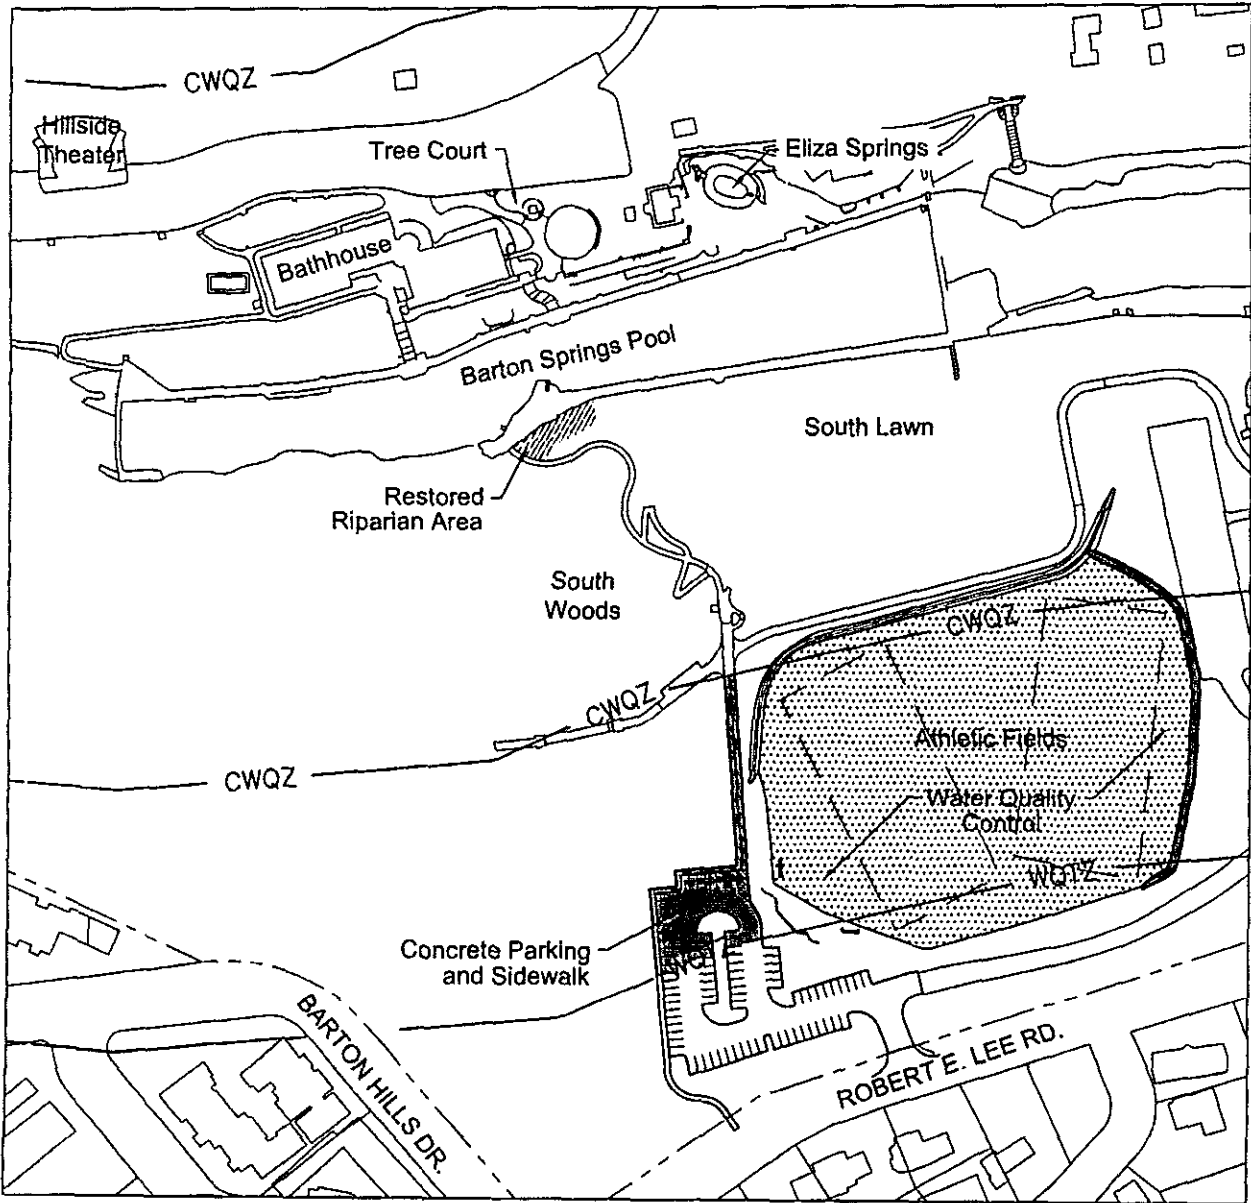 CWQZ
Hillside
Theater
Tree Court
Eliza Springs
Bathhouse
Barton Springs Pool
South Lawn
Restored
Riparian Area
South
Woods
CWQZ
CWQZ
CWQZ
Athletic Fields
Water Quality
Control
WQTZ
Concrete Parking
and Sidewalk
BARTON HILLS DR.
ROBERT E. LEE RD.